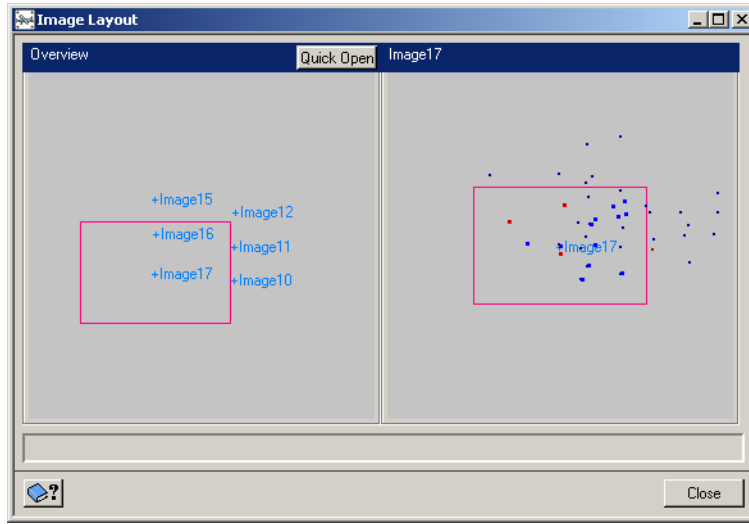 Image Layout
Overview
Quick Open
Image17
+Image15
+Image12
+Image16
+Image11
+Image17
+Image10
+Image17
?
Close